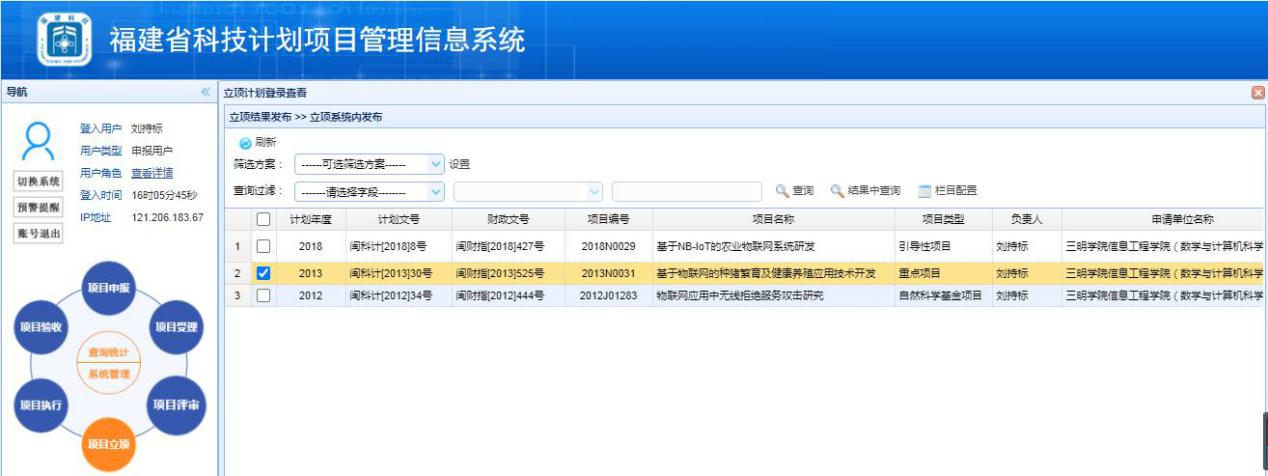 福建省科技计划项目管理信息系统
导航
登入用户 刘持标
用户类型 申报用户
用户角色 查看详情
登入时间 16时05分45秒
IP地址 121.206.183.67
切换系统
预警提醒
账号退出
项目申报
项目验收
项目受理
查询统计
系统管理
项目执行
项目评审
项目立项
立项计划登录查看
立项结果发布 >> 立项系统内发布
刷新
筛选方案： ------可选筛选方案------ 设置
查询过滤： -------请选择字段-------- 查询 结果中查询 栏目配置
计划年度 计划文号 财政文号 项目编号 项目名称 项目类型 负责人 申请单位名称
1 2018 闽科计[2018]8号 闽财指[2018]427号 2018N0029 基于NB-IoT的农业物联网系统研发 引导性项目 刘持标 三明学院信息工程学院（数学与计算机科学
2 2013 闽科计[2013]30号 闽财指[2013]525号 2013N0031 基于物联网的种猪繁育及健康养殖应用技术开发 重点项目 刘持标 三明学院信息工程学院（数学与计算机科学
3 2012 闽科计[2012]34号 闽财指[2012]444号 2012J01283 物联网应用中无线拒绝服务攻击研究 自然科学基金项目 刘持标 三明学院信息工程学院（数学与计算机科学